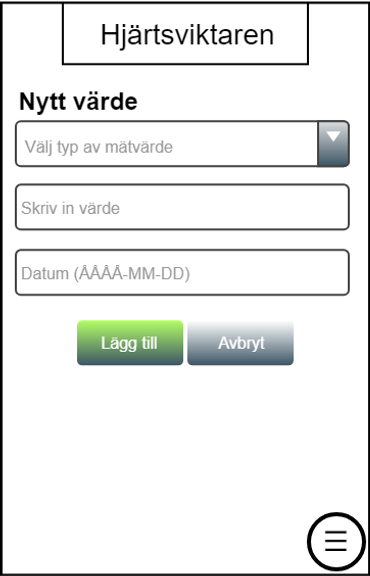 Hjärtsviktaren
Nytt värde
Välj typ av mätvärde
Skriv in värde
Datum (ÅÅÅÅ-MM-DD)
Lägg till
Avbryt